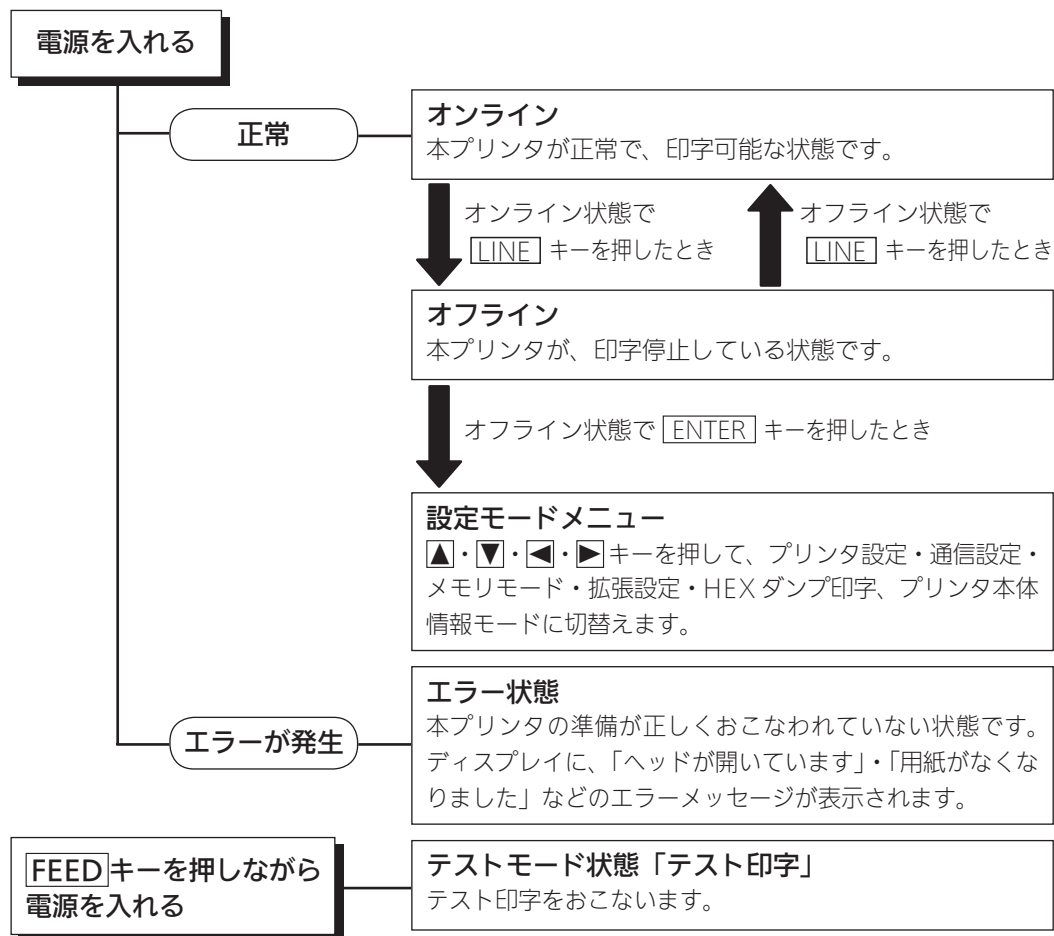 電源を入れる
正常
オンライン
本プリンタが正常で、印字可能な状態です。
オンライン状態で
LINE キーを押したとき
オフライン状態で
LINE キーを押したとき
オフライン
本プリンタが、印字停止している状態です。
オフライン状態で ENTER キーを押したとき
設定モードメニュー
▲・▼・◀・▶キーを押して、プリンタ設定・通信設定・
メモリモード・拡張設定・HEX ダンプ印字、プリンタ本体
情報モードに切替えます。
エラーが発生
エラー状態
本プリンタの準備が正しくおこなわれていない状態です。
ディスプレイに、「ヘッドが開いています」・「用紙がなくな
りました」などのエラーメッセージが表示されます。
FEED キーを押しながら
電源を入れる
テストモード状態「テスト印字」
テスト印字をおこないます。